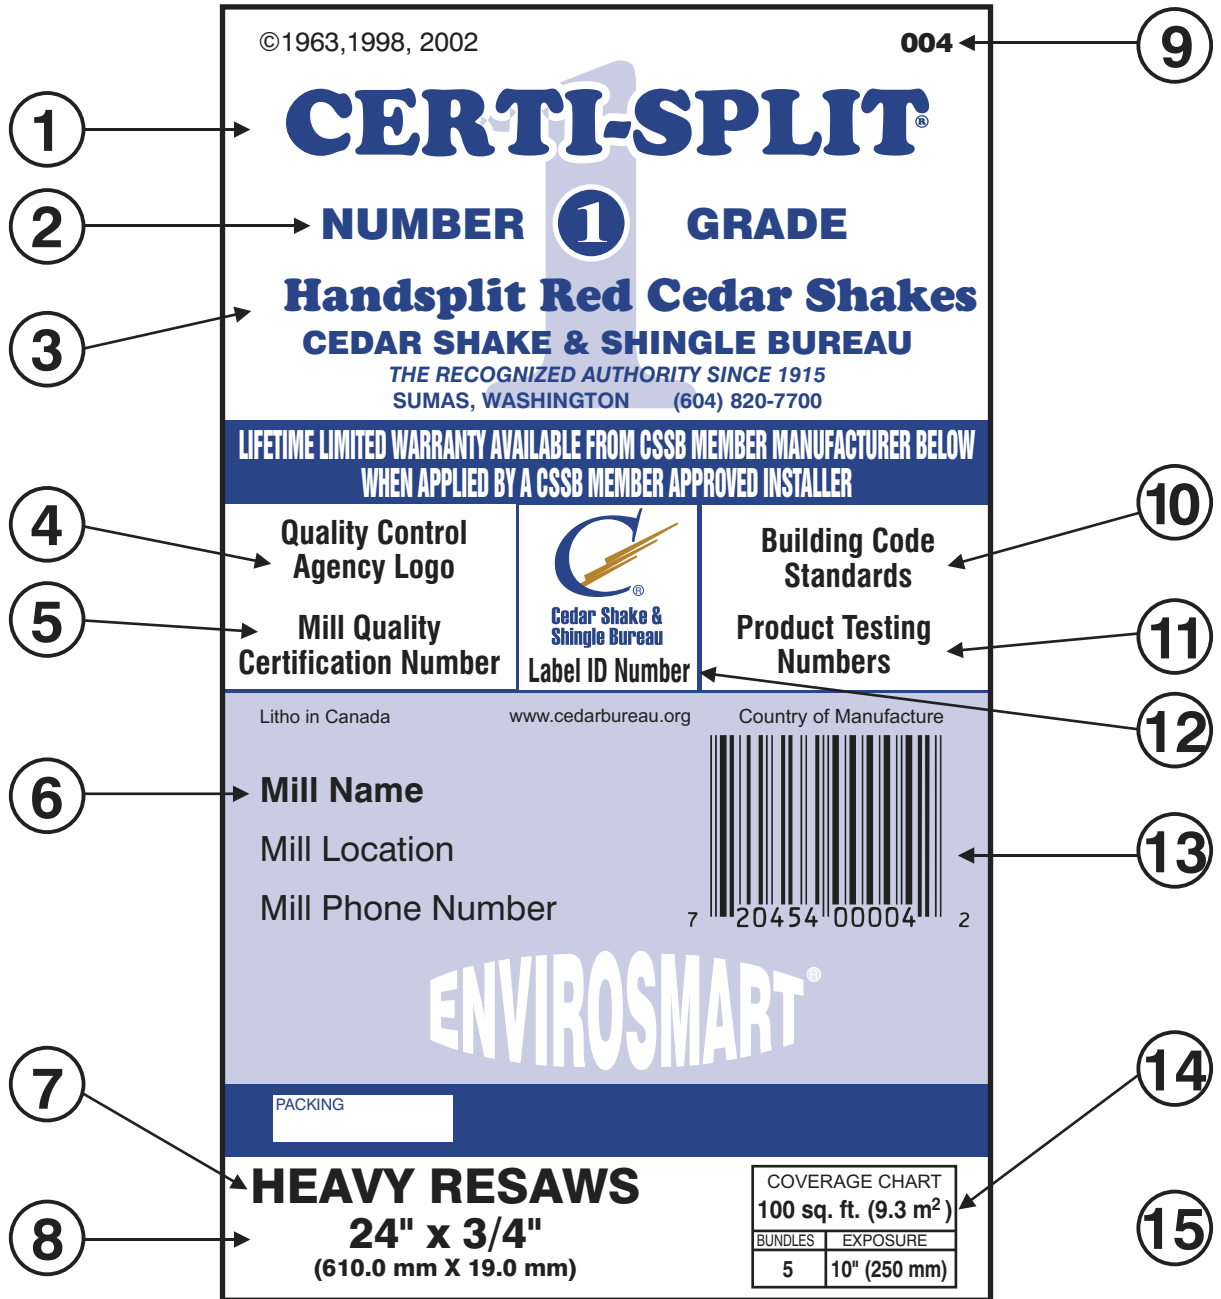 ©1963,1998, 2002
004
9
1
CERTI-SPLIT®
2
NUMBER 1 GRADE
3
Handsplit Red Cedar Shakes
CEDAR SHAKE & SHINGLE BUREAU
THE RECOGNIZED AUTHORITY SINCE 1915
SUMAS, WASHINGTON (604) 820-7700
LIFETIME LIMITED WARRANTY AVAILABLE FROM CSSB MEMBER MANUFACTURER BELOW
WHEN APPLIED BY A CSSB MEMBER APPROVED INSTALLER
4
Quality Control
Agency Logo
5
Mill Quality
Certification Number
C®
Cedar Shake &
Shingle Bureau
Label ID Number
10
Building Code
Standards
11
Product Testing
Numbers
12
Litho in Canada
www.cedarbureau.org
Country of Manufacture
6
Mill Name
Mill Location
Mill Phone Number
13
7 20454 00004 2
ENVIROSMART®
7
PACKING
14
HEAVY RESAWS
8
24" x 3/4"
(610.0 mm X 19.0 mm)
COVERAGE CHART
100 sq. ft. (9.3 m²)
BUNDLES EXPOSURE
5 10" (250 mm)
15